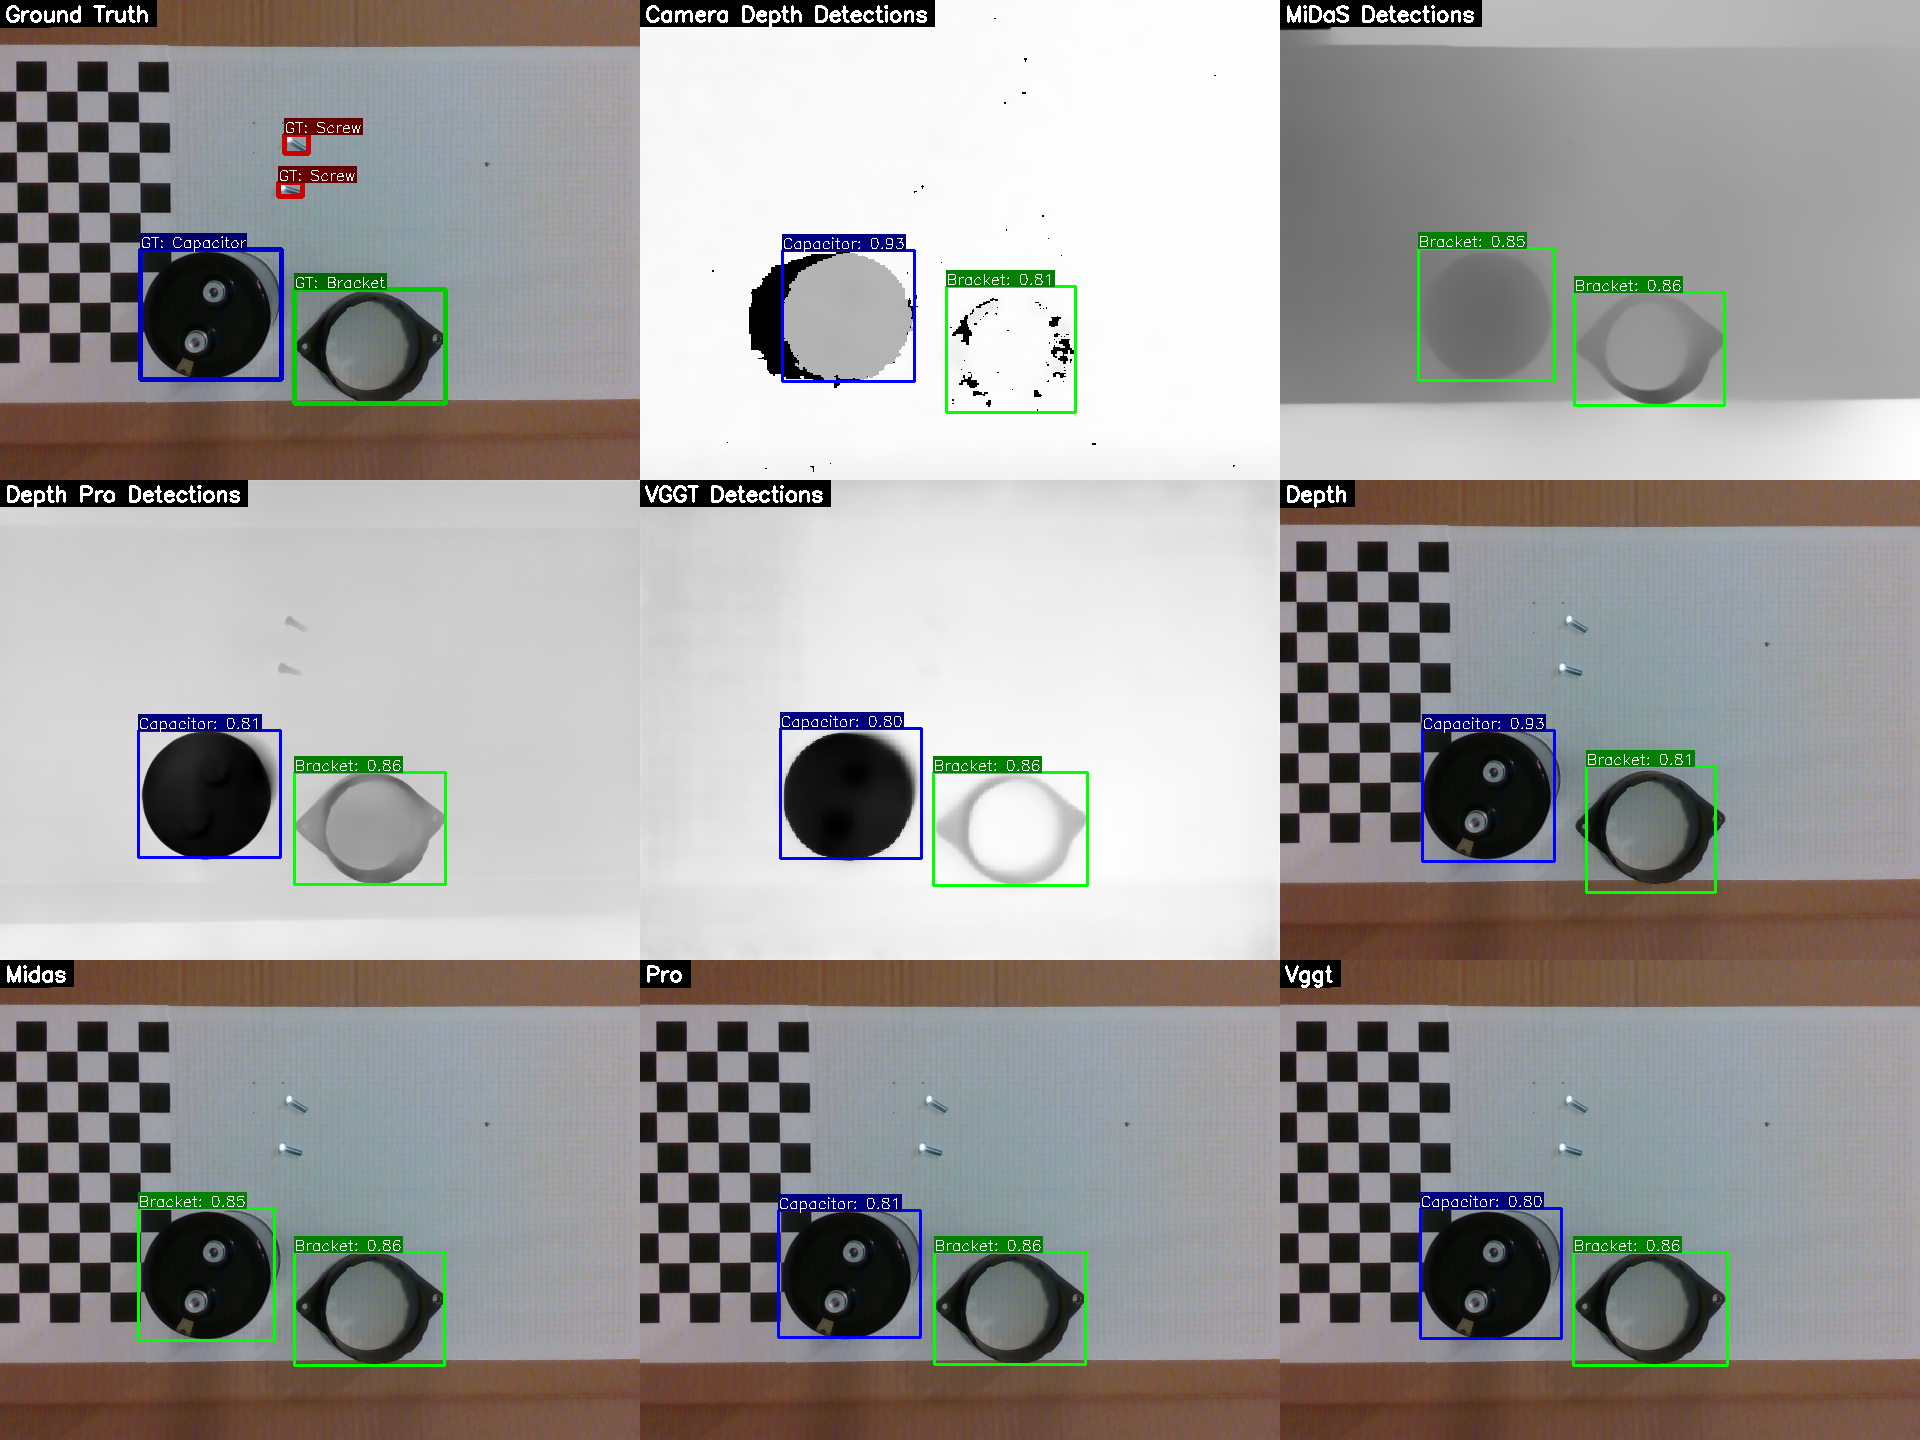 Ground Truth
GT: Screw
GT: Screw
GT: Capacitor
GT: Bracket
Camera Depth Detections
Capacitor: 0.93
Bracket: 0.81
MiDaS Detections
Bracket: 0.85
Bracket: 0.86
Depth Pro Detections
Capacitor: 0.81
Bracket: 0.86
VGGT Detections
Capacitor: 0.80
Bracket: 0.86
Depth
Capacitor: 0.93
Bracket: 0.81
Midas
Bracket: 0.85
Bracket: 0.86
Pro
Capacitor: 0.81
Bracket: 0.86
Vggt
Capacitor: 0.80
Bracket: 0.86